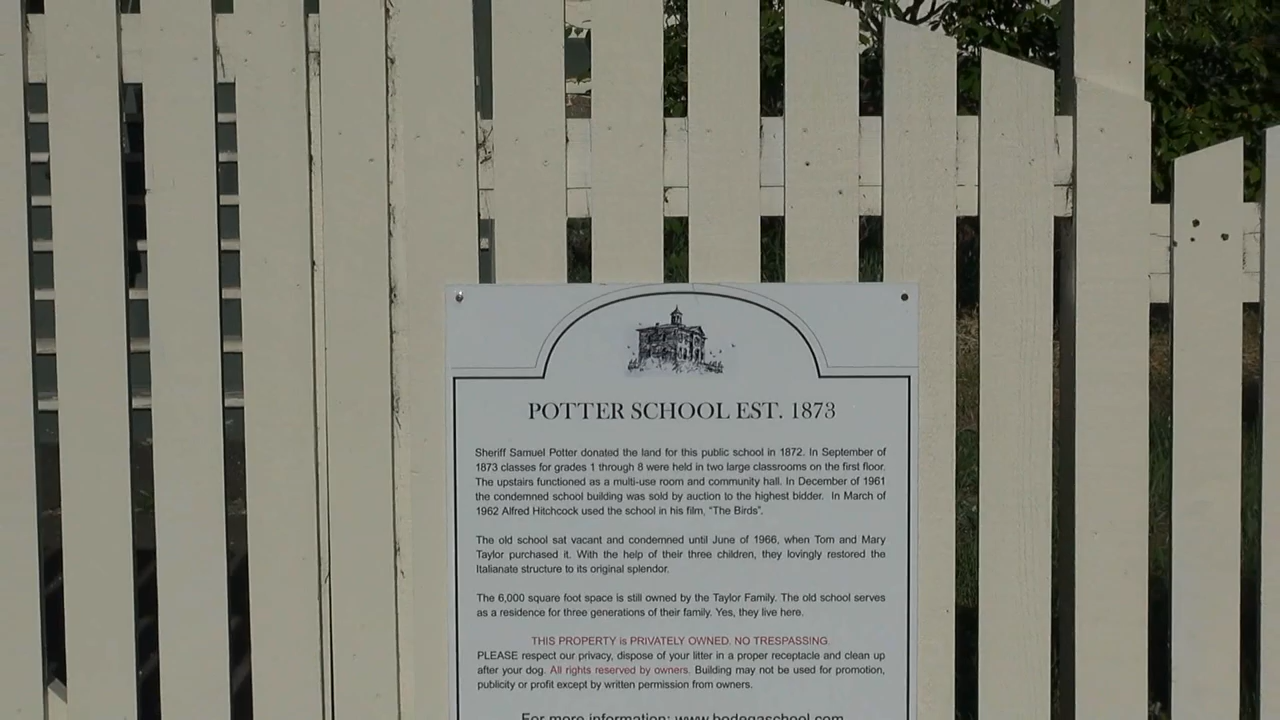 POTTER SCHOOL EST. 1873
Sheriff Samuel Potter donated the land for this public school in 1872. In September of
1873 classes for grades 1 through 8 were held in two large classrooms on the first floor.
The upstairs functioned as a multi-use room and community hall. In December of 1961
the condemned school building was sold by auction to the highest bidder. In March of
1962 Alfred Hitchcock used the school in his film, "The Birds".
The old school sat vacant and condemned until June of 1966, when Tom and Mary
Taylor purchased it. With the help of their three children, they lovingly restored the
Italianate structure to its original splendor.
The 6,000 square foot space is still owned by the Taylor Family. The old school serves
as a residence for three generations of their family. Yes, they live here.
THIS PROPERTY is PRIVATELY OWNED. NO TRESPASSING.
PLEASE respect our privacy, dispose of your litter in a proper receptacle and clean up
after your dog. All rights reserved by owners. Building may not be used for promotion,
publicity or profit except by written permission from owners.
For more information: www.bodegaschool.com